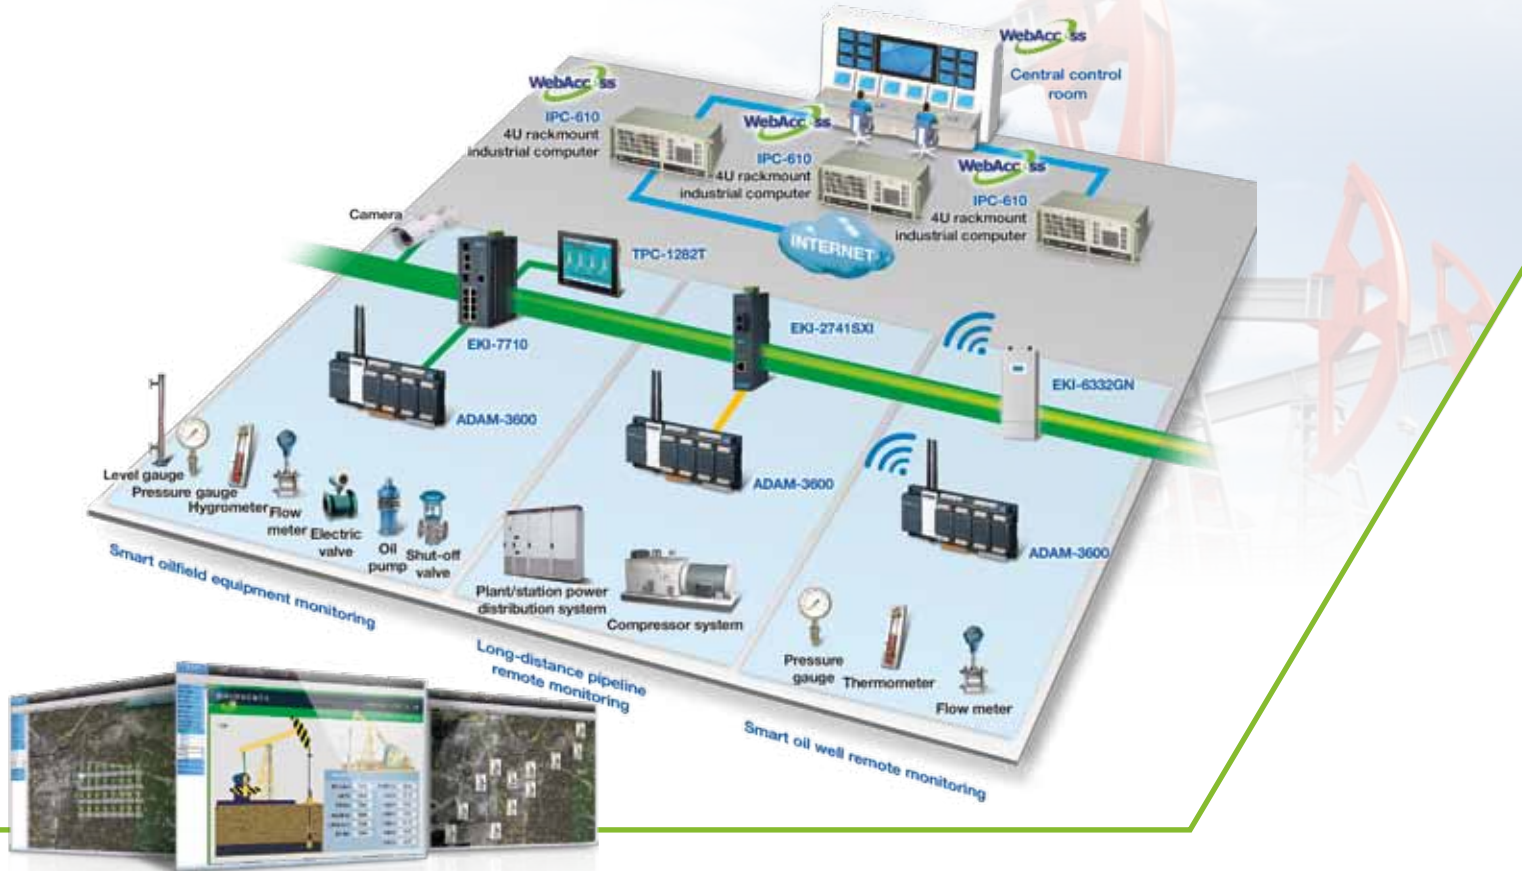 WebAccess
Central control
room
WebAccess
IPC-610
4U rackmount
industrial computer
WebAccess
IPC-610
4U rackmount
industrial computer
WebAccess
IPC-610
4U rackmount
industrial computer
Camera
INTERNET
TPC-1282T
EKI-7710
EKI-2741SXI
EKI-6332GN
ADAM-3600
ADAM-3600
ADAM-3600
Level gauge
Pressure gauge
Hygrometer
Flow
meter
Electric
valve
Oil
pump
Shut-off
valve
Plant/station power
distribution system
Compressor system
Pressure
gauge
Thermometer
Flow meter
Smart oilfield equipment monitoring
Long-distance pipeline
remote monitoring
Smart oil well remote monitoring